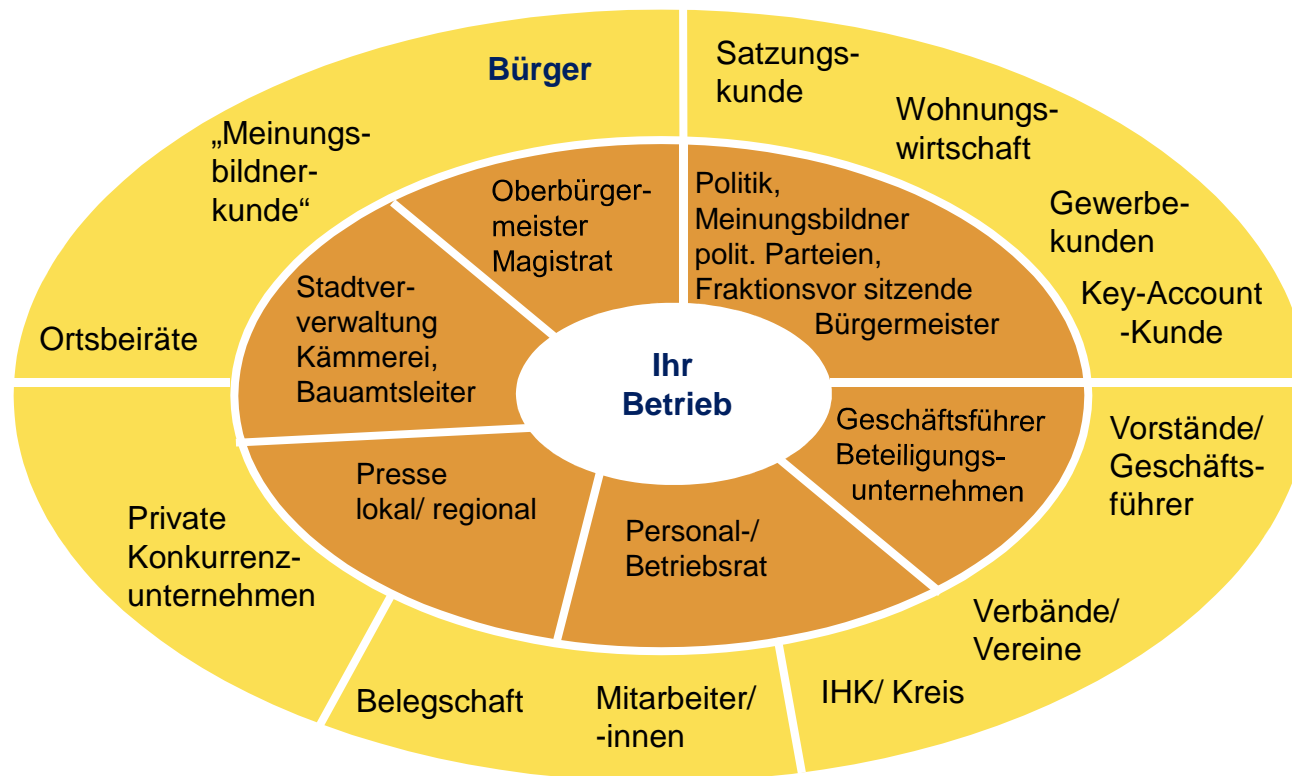 Bürger
„Meinungs-
bildner-
kunde“
Ortsbeiräte
Satzungs-
kunde
Wohnungs-
wirtschaft
Gewerbe-
kunden
Key-Account
-Kunde
Oberbürger-
meister
Magistrat
Politik,
Meinungsbildner
polit. Parteien,
Fraktionsvor sitzende
Bürgermeister
Stadtver-
verwaltung
Kämmerei,
Bauamtsleiter
Ihr
Betrieb
Geschäftsführer
Beteiligungs-
unternehmen
Presse
lokal/ regional
Personal-/
Betriebsrat
Vorstände/
Geschäfts-
führer
Private
Konkurrenz-
unternehmen
Verbände/
Vereine
IHK/ Kreis
Belegschaft
Mitarbeiter/
-innen